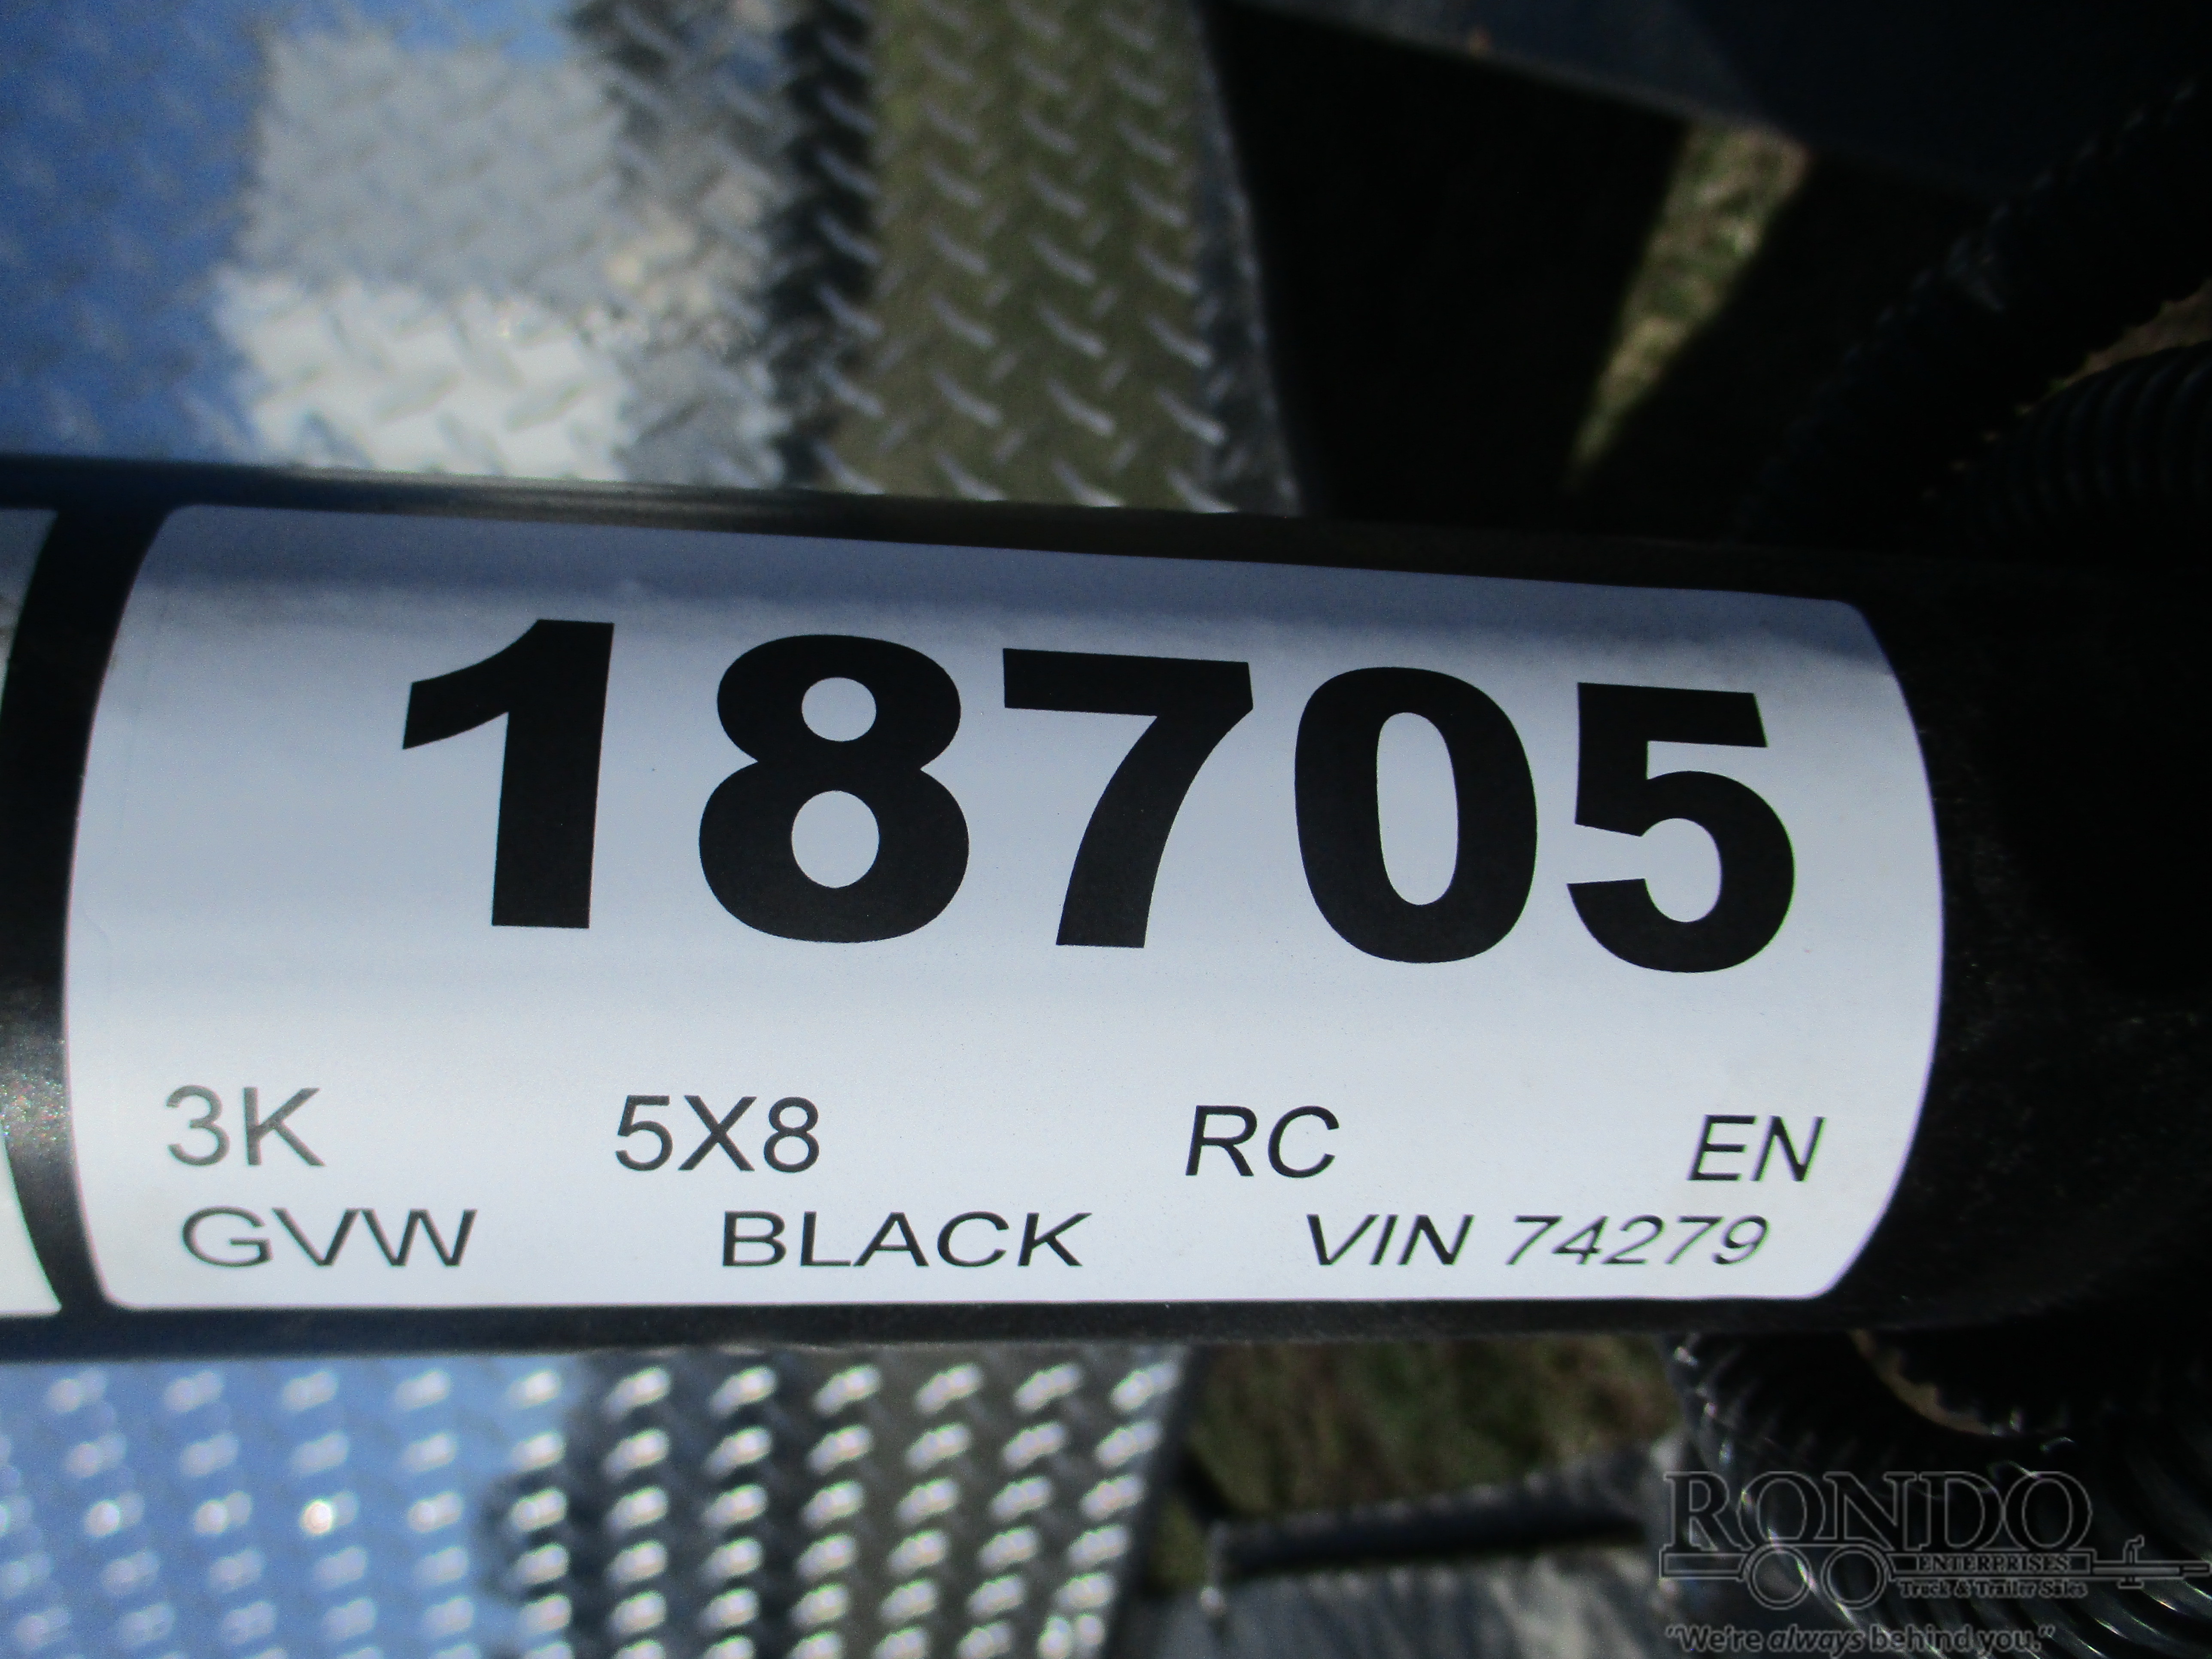 18705
3K 5X8 RC EN
GVW BLACK VIN 74279
RONDO
ENTERPRISES
Truck & Trailer Sales
"We're always behind you."